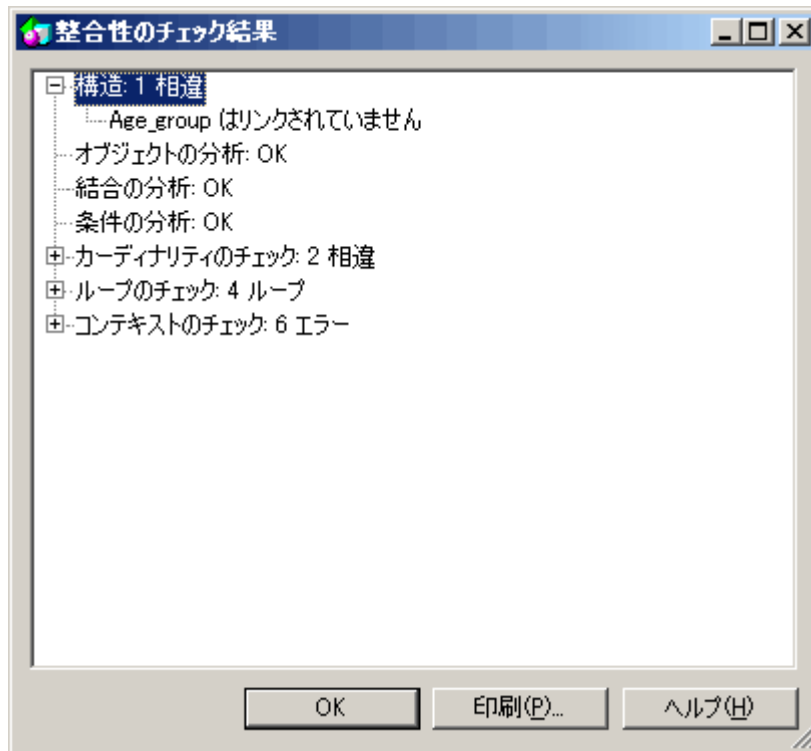 整合性のチェック結果
構造: 1 相違
Age_group はリンクされていません
オブジェクトの分析: OK
結合の分析: OK
条件の分析: OK
カーディナリティのチェック: 2 相違
ループのチェック: 4 ループ
コンテキストのチェック: 6 エラー
OK 印刷(P)... ヘルプ(H)